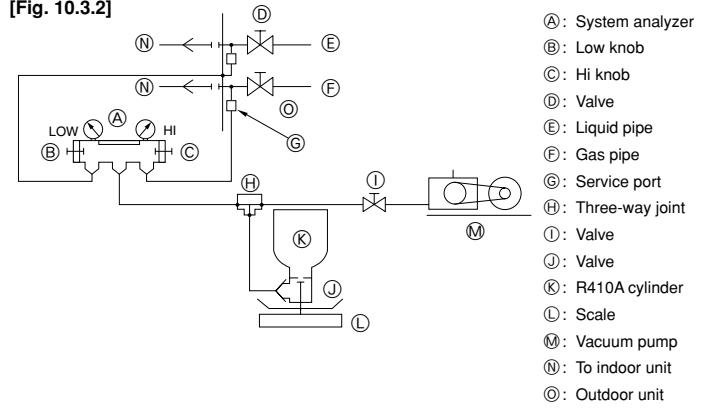 [Fig. 10.3.2]
Ⓓ
Ⓝ
Ⓔ
Ⓝ
Ⓕ
Ⓞ
Ⓖ
LOW
Ⓐ
HI
Ⓑ
Ⓒ
Ⓗ
Ⓘ
Ⓚ
Ⓜ
Ⓙ
Ⓛ
Ⓐ: System analyzer
Ⓑ: Low knob
Ⓒ: Hi knob
Ⓓ: Valve
Ⓔ: Liquid pipe
Ⓕ: Gas pipe
Ⓖ: Service port
Ⓗ: Three-way joint
Ⓘ: Valve
Ⓙ: Valve
Ⓚ: R410A cylinder
Ⓛ: Scale
Ⓜ: Vacuum pump
Ⓝ: To indoor unit
Ⓞ: Outdoor unit